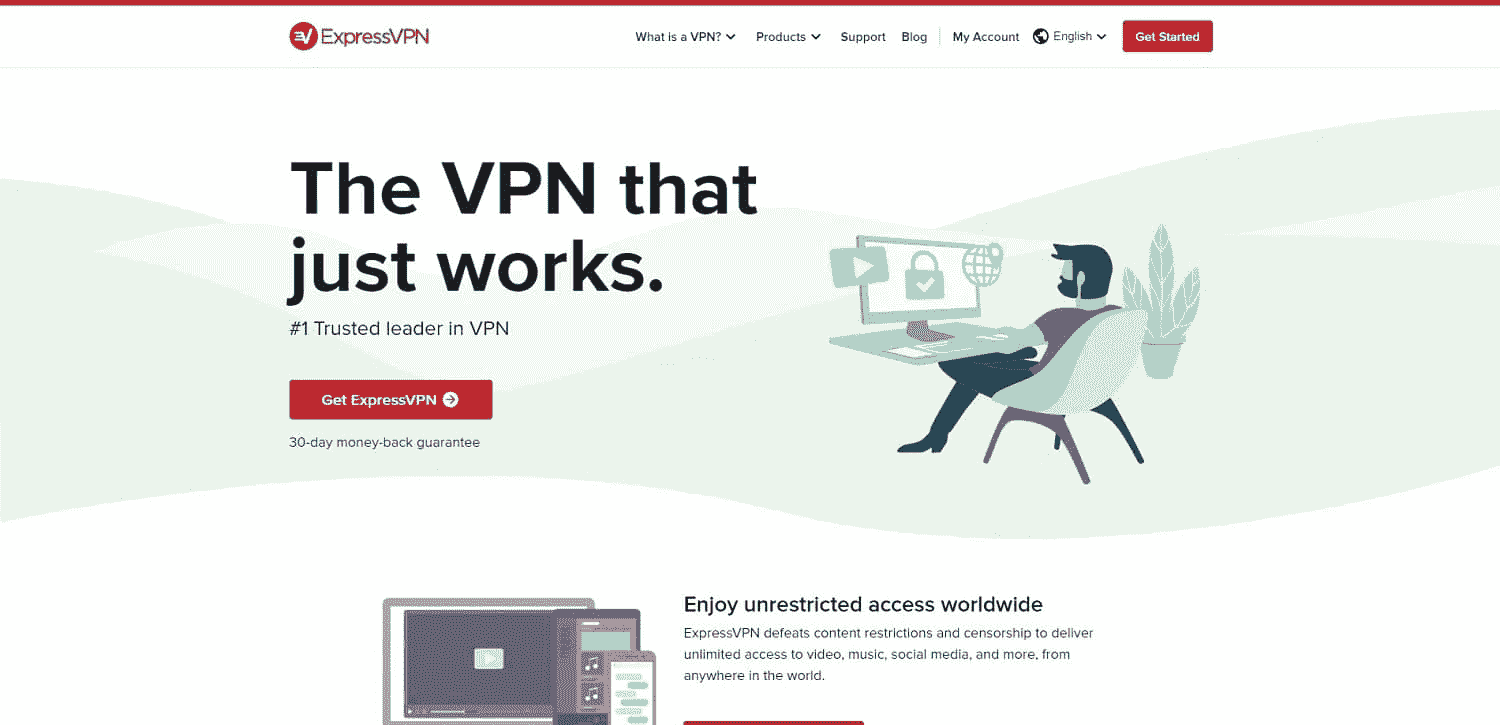 ExpressVPN
What is a VPN? Products Support Blog My Account English Get Started
The VPN that
just works.
#1 Trusted leader in VPN
Get ExpressVPN
30-day money-back guarantee
Enjoy unrestricted access worldwide
ExpressVPN defeats content restrictions and censorship to deliver
unlimited access to video, music, social media, and more, from
anywhere in the world.